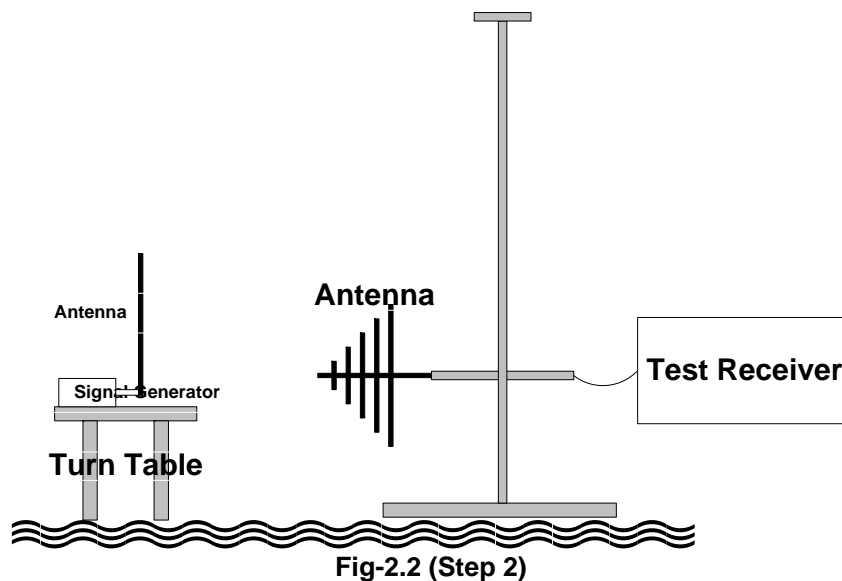 Antenna
Antenna
Test Receiver
Signal Generator
Turn Table
Fig-2.2 (Step 2)